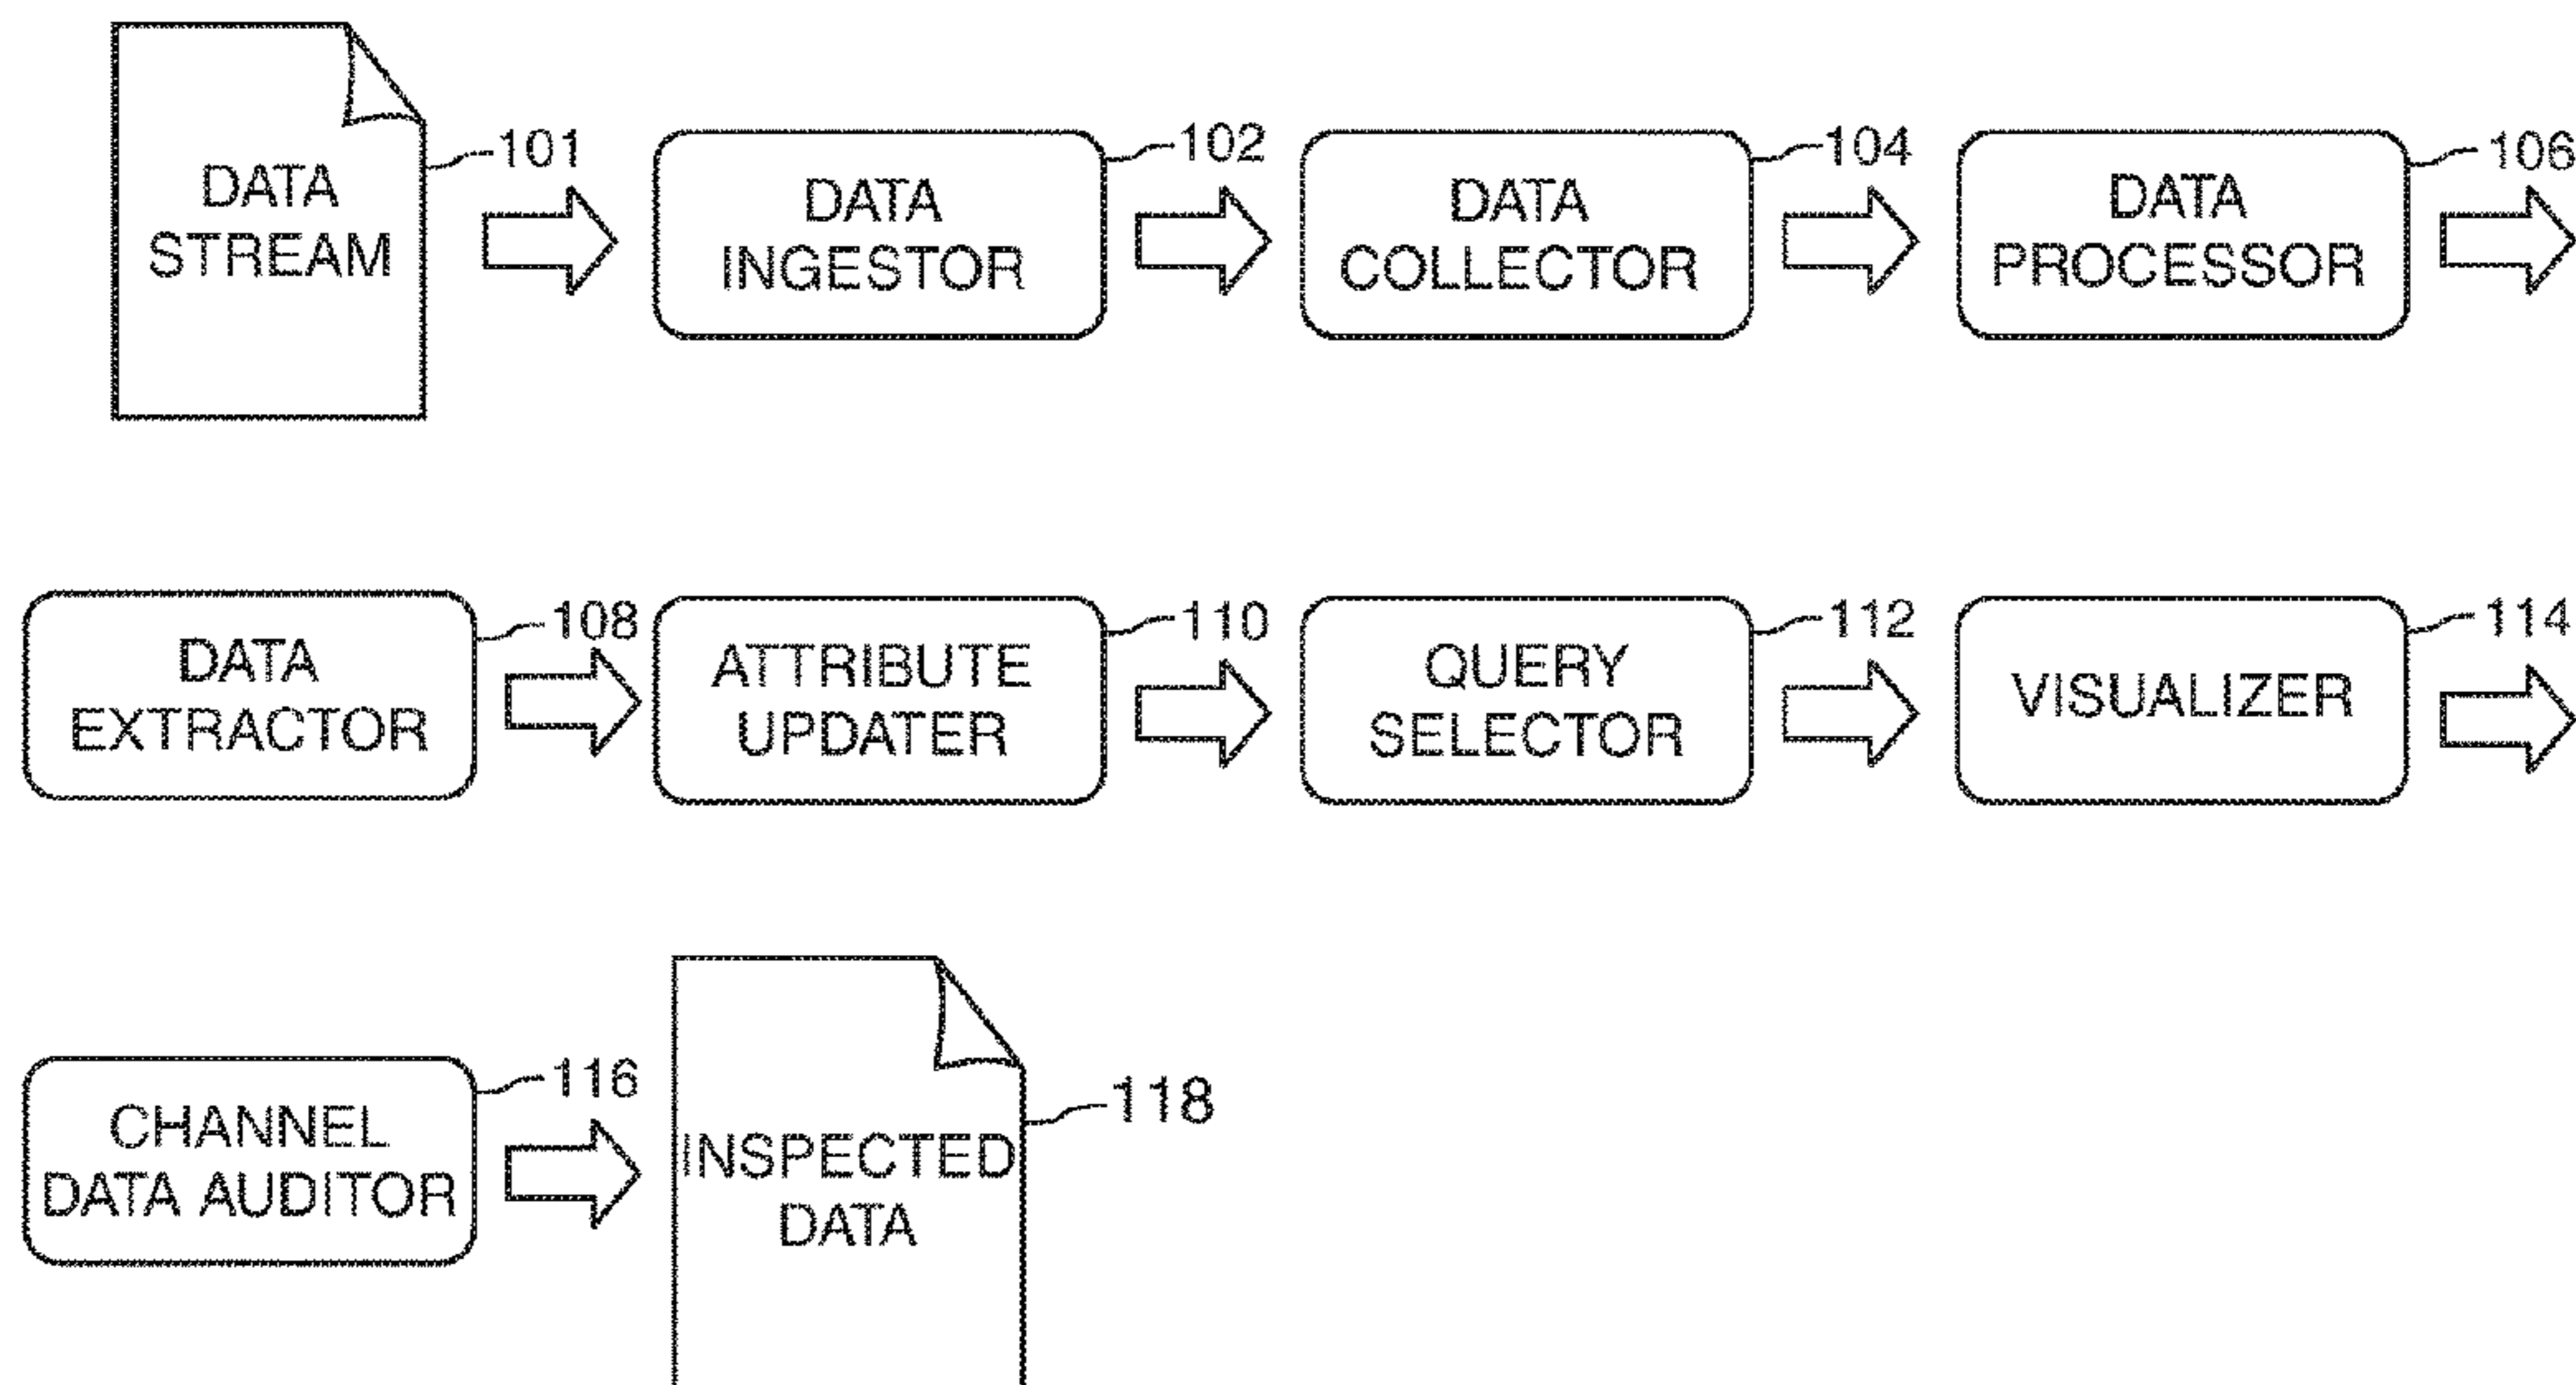 DATA
STREAM
101
DATA
INGESTOR
102
DATA
COLLECTOR
104
DATA
PROCESSOR
106
DATA
EXTRACTOR
108
ATTRIBUTE
UPDATER
110
QUERY
SELECTOR
112
VISUALIZER
114
CHANNEL
DATA AUDITOR
116
INSPECTED
DATA
118